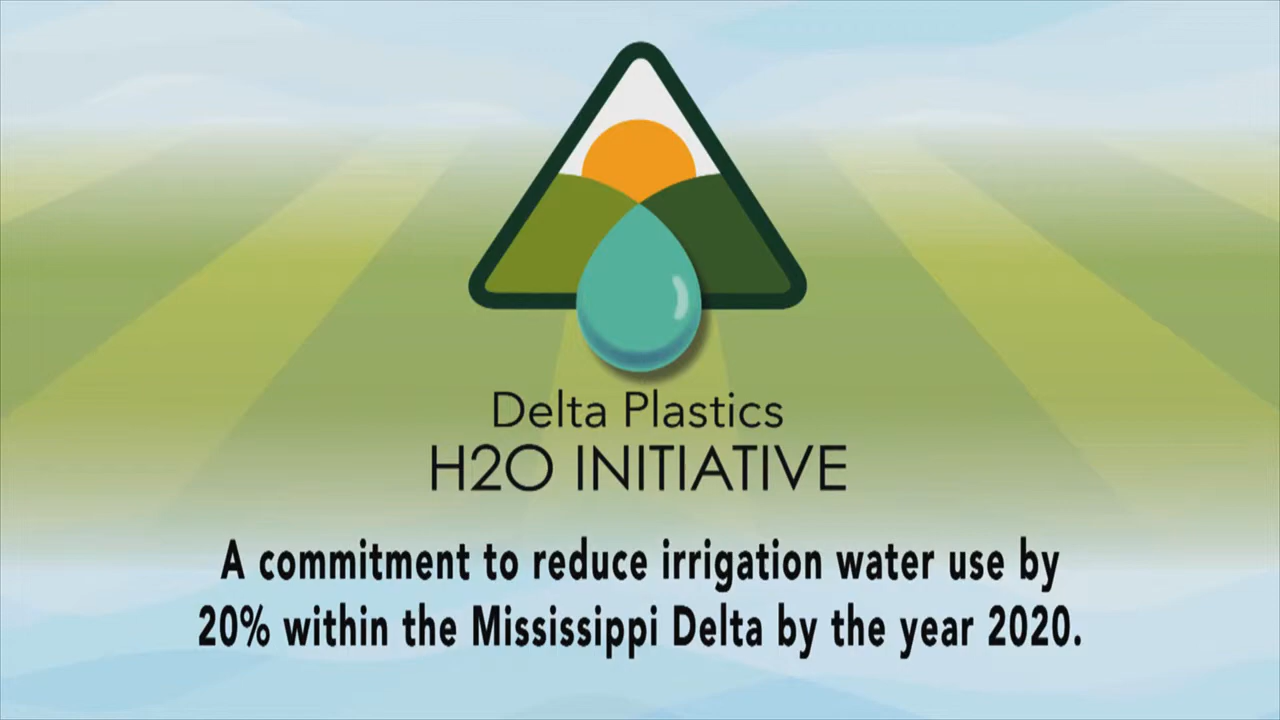 Delta Plastics
H2O INITIATIVE
A commitment to reduce irrigation water use by
20% within the Mississippi Delta by the year 2020.